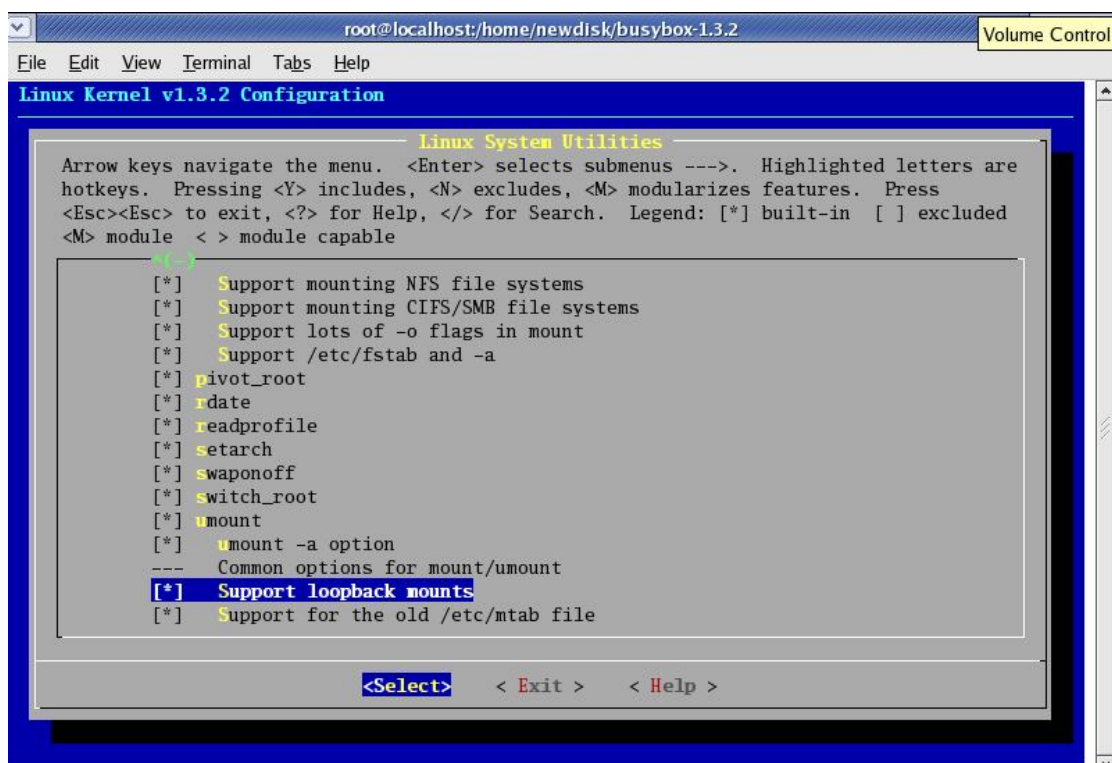 root@localhost:/home/newdisk/busybox-1.3.2
Volume Control
File Edit View Terminal Tabs Help
Linux Kernel v1.3.2 Configuration
Linux System Utilities
Arrow keys navigate the menu. <Enter> selects submenus --->. Highlighted letters are
hotkeys. Pressing <Y> includes, <N> excludes, <M> modularizes features. Press
<Esc><Esc> to exit, <?> for Help, </> for Search. Legend: [*] built-in [ ] excluded
<M> module < > module capable
^(-)
[*] Support mounting NFS file systems
[*] Support mounting CIFS/SMB file systems
[*] Support lots of -o flags in mount
[*] Support /etc/fstab and -a
[*] pivot_root
[*] rdate
[*] readprofile
[*] setarch
[*] swaponoff
[*] switch_root
[*] umount
[*] umount -a option
--- Common options for mount/umount
[*] Support loopback mounts
[*] Support for the old /etc/mtab file
<Select> < Exit > < Help >